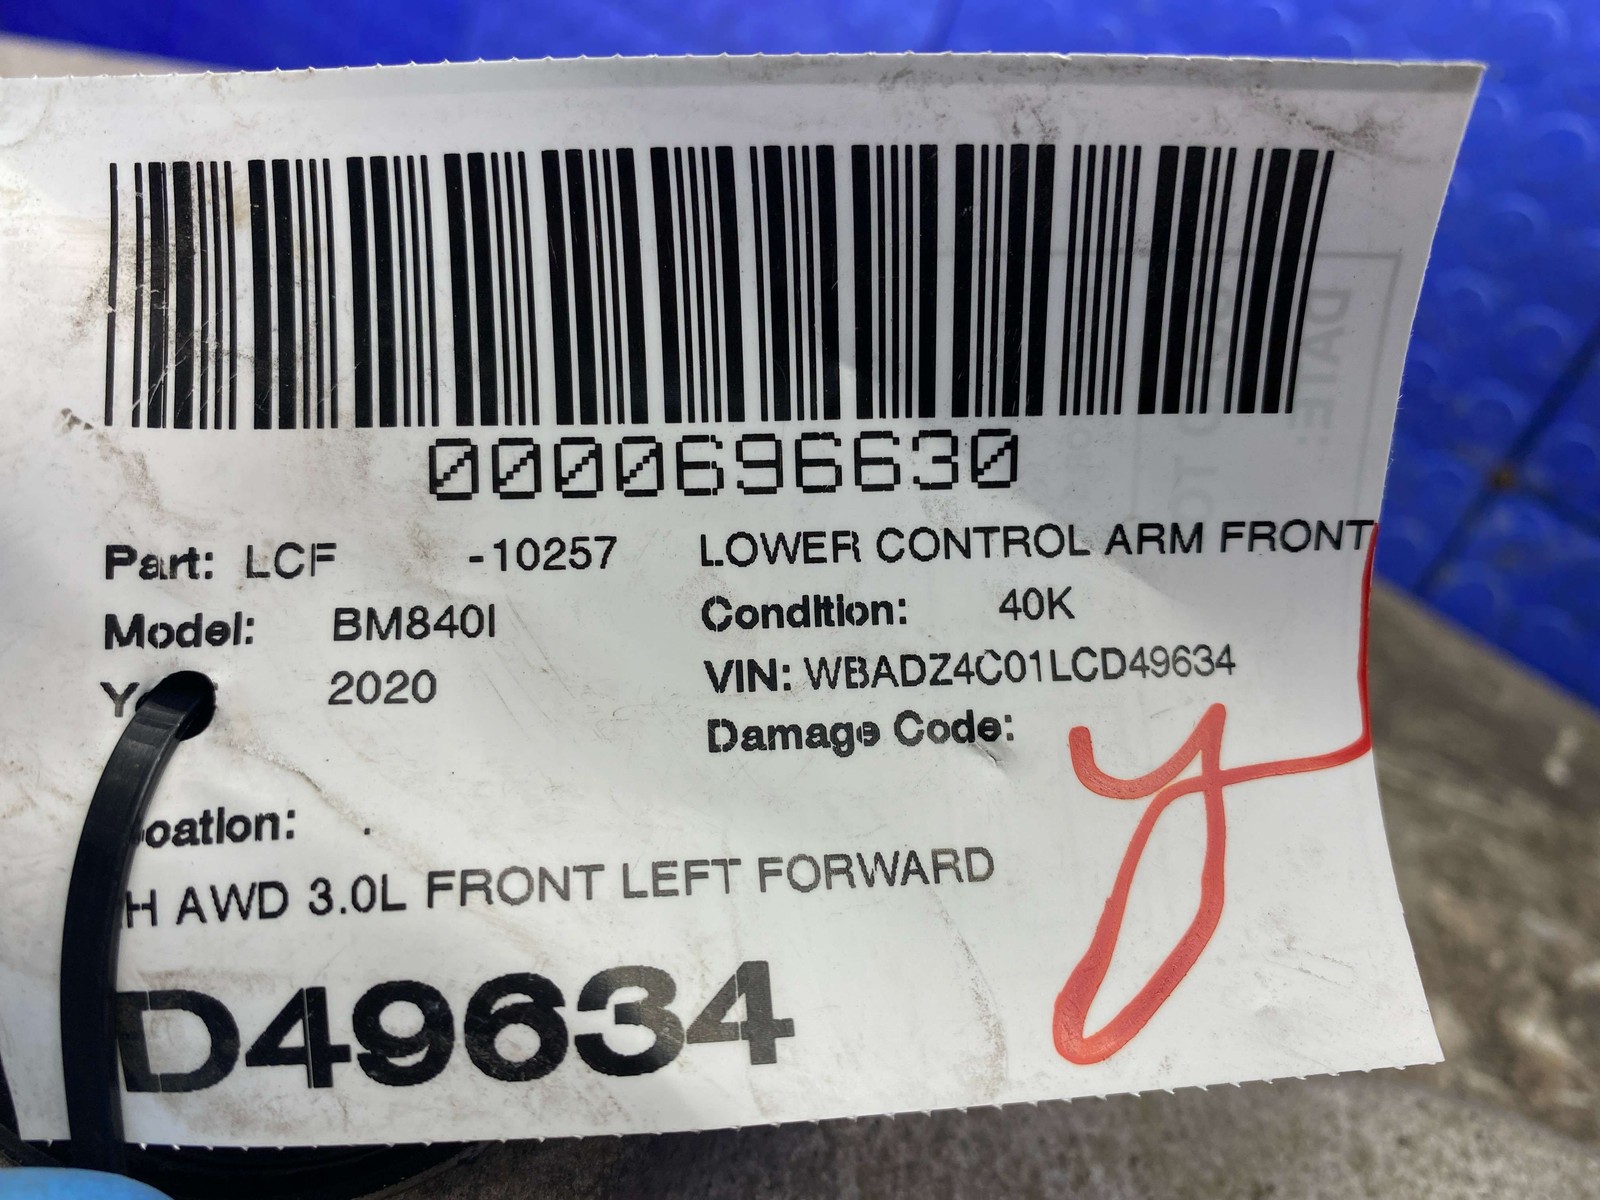 0000696630
Part: LCF -10257 LOWER CONTROL ARM FRONT
Model: BM840I Condition: 40K
2020 VIN: WBADZ4C01LCD49634
Damage Code:
ocation: .
H AWD 3.0L FRONT LEFT FORWARD
D49634
y